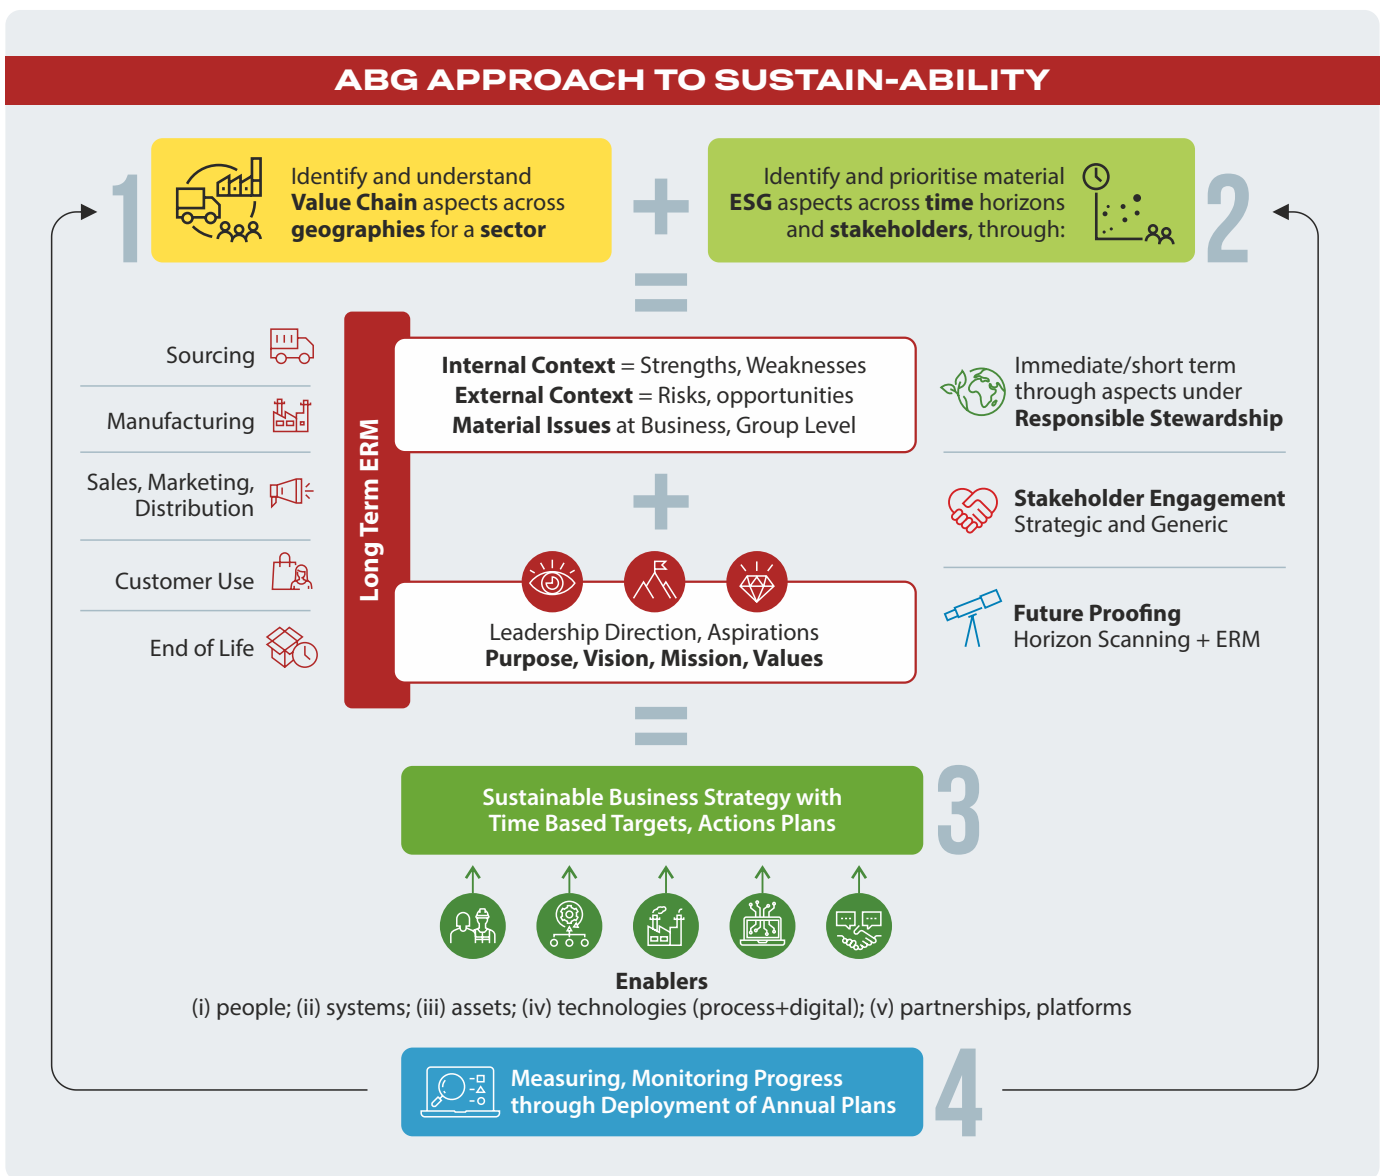 ABG APPROACH TO SUSTAIN-ABILITY
1
Identify and understand
Value Chain aspects across
geographies for a sector
+
Identify and prioritise material
ESG aspects across time horizons
and stakeholders, through:
2
=
Sourcing
Manufacturing
Sales, Marketing,
Distribution
Customer Use
End of Life
Long Term ERM
Internal Context = Strengths, Weaknesses
External Context = Risks, opportunities
Material Issues at Business, Group Level
+
Leadership Direction, Aspirations
Purpose, Vision, Mission, Values
Immediate/short term
through aspects under
Responsible Stewardship
Stakeholder Engagement
Strategic and Generic
Future Proofing
Horizon Scanning + ERM
=
Sustainable Business Strategy with
Time Based Targets, Actions Plans
3
Enablers
(i) people; (ii) systems; (iii) assets; (iv) technologies (process+digital); (v) partnerships, platforms
Measuring, Monitoring Progress
through Deployment of Annual Plans
4